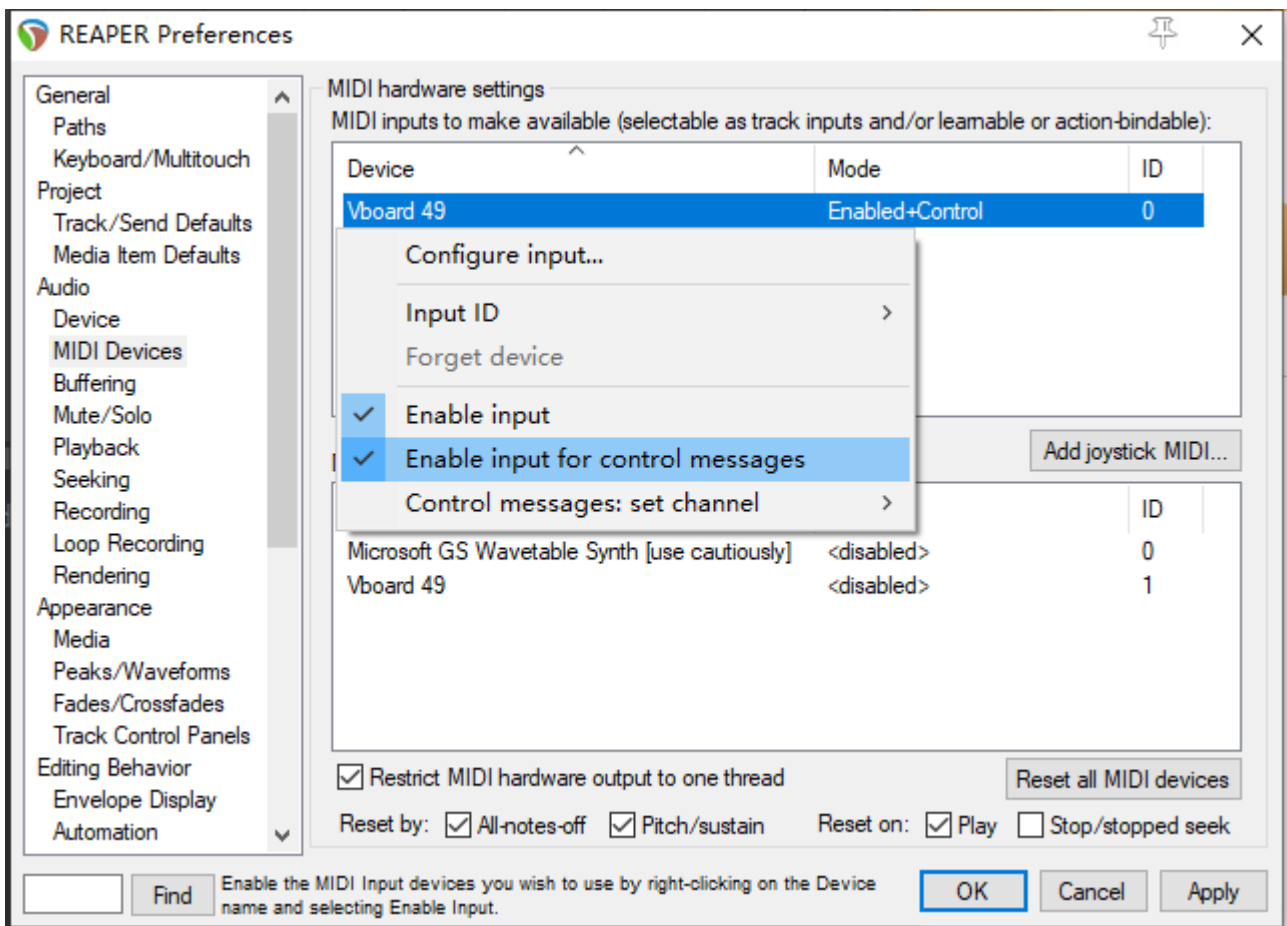 REAPER Preferences
General
Paths
Keyboard/Multitouch
Project
Track/Send Defaults
Media Item Defaults
Audio
Device
MIDI Devices
Buffering
Mute/Solo
Playback
Seeking
Recording
Loop Recording
Rendering
Appearance
Media
Peaks/Waveforms
Fades/Crossfades
Track Control Panels
Editing Behavior
Envelope Display
Automation
MIDI hardware settings
MIDI inputs to make available (selectable as track inputs and/or learnable or action-bindable):
Device Mode ID
Vboard 49 Enabled+Control 0
Configure input...
Input ID
Forget device
Enable input
Enable input for control messages
Control messages: set channel
Add joystick MIDI...
ID
Microsoft GS Wavetable Synth [use cautiously] <disabled> 0
Vboard 49 <disabled> 1
Restrict MIDI hardware output to one thread
Reset all MIDI devices
Reset by: All-notes-off Pitch/sustain Reset on: Play Stop/stopped seek
Find
Enable the MIDI Input devices you wish to use by right-clicking on the Device
name and selecting Enable Input.
OK Cancel Apply